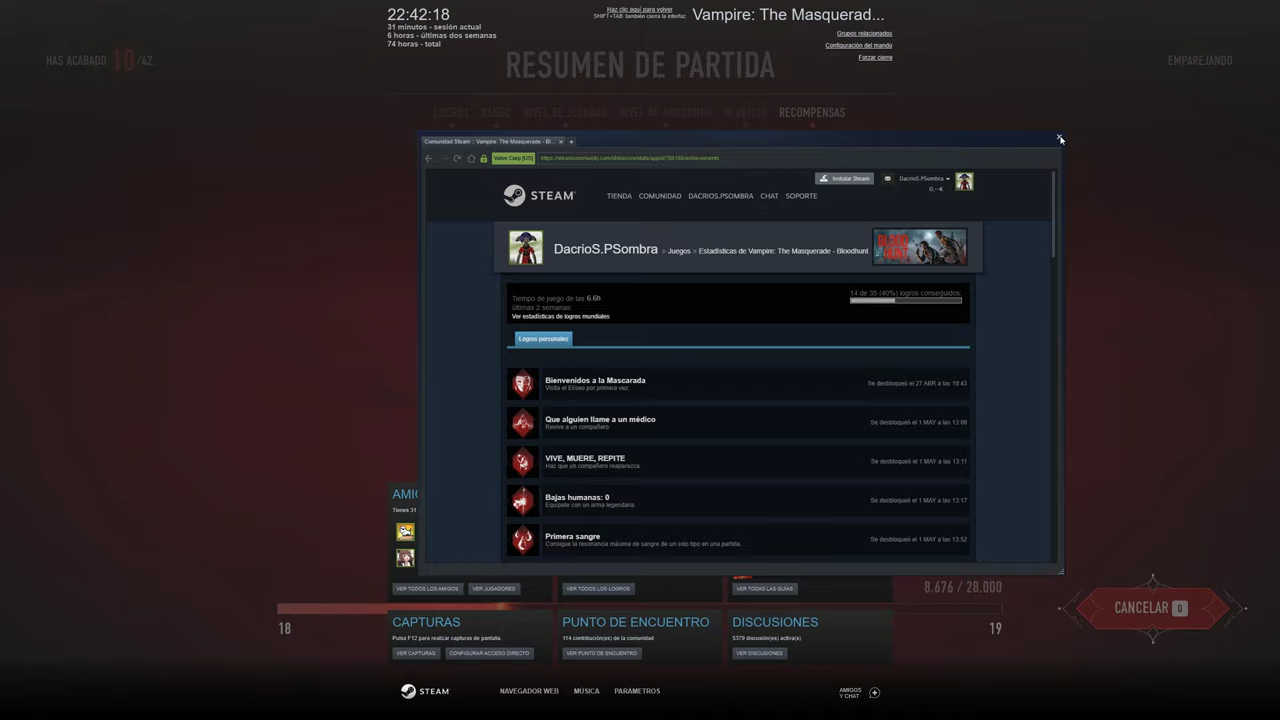 22:42:18
31 minutos - sesión actual
6 horas - últimas dos semanas
74 horas - total
Haz clic aquí para volver
SHIFT+TAB también cierra la interfaz
Vampire: The Masquerad...
Grupos relacionados
Configuración del mando
Forzar cierre
HAS ACABADO 10/42
RESUMEN DE PARTIDA
EMPAREJANDO
LOGROS
RANGO
NIVEL DE JUGADOR
RECOMPENSAS
Comunidad Steam :: Vampire: The Masquerade - Bl...
Valve Corp [US]
Instalar Steam
DacrioS.PSombra
0,--€
STEAM
TIENDA COMUNIDAD DACRIOS.PSOMBRA CHAT SOPORTE
DacrioS.PSombra » Juegos » Estadísticas de Vampire: The Masquerade - Bloodhunt
BLOOD HUNT
Tiempo de juego de las 6.6h
últimas 2 semanas:
Ver estadísticas de logros mundiales
14 de 35 (40%) logros conseguidos:
Logros personales
Bienvenidos a la Mascarada
Visita el Elíseo por primera vez.
Se desbloqueó el 27 ABR a las 19:43
Que alguien llame a un médico
Revive a un compañero.
Se desbloqueó el 1 MAY a las 13:09
VIVE, MUERE, REPITE
Haz que un compañero reaparezca
Se desbloqueó el 1 MAY a las 13:11
Bajas humanas: 0
Equípate con un arma legendaria.
Se desbloqueó el 1 MAY a las 13:17
Primera sangre
Consigue la resonancia máxima de sangre de un solo tipo en una partida.
Se desbloqueó el 1 MAY a las 13:52
AMIG
Tienes 31
VER TODOS LOS AMIGOS
VER JUGADORES
VER TODOS LOS LOGROS
VER TODAS LAS GUÍAS
8.676 / 28.000
18
19
CANCELAR Q
CAPTURAS
Pulsa F12 para realizar capturas de pantalla.
VER CAPTURAS
CONFIGURAR ACCESO DIRECTO
PUNTO DE ENCUENTRO
114 contribución(es) de la comunidad
VER PUNTO DE ENCUENTRO
DISCUSIONES
5379 discusión(es) activa(s)
VER DISCUSIONES
STEAM
NAVEGADOR WEB
MÚSICA
PARÁMETROS
AMIGOS
Y CHAT